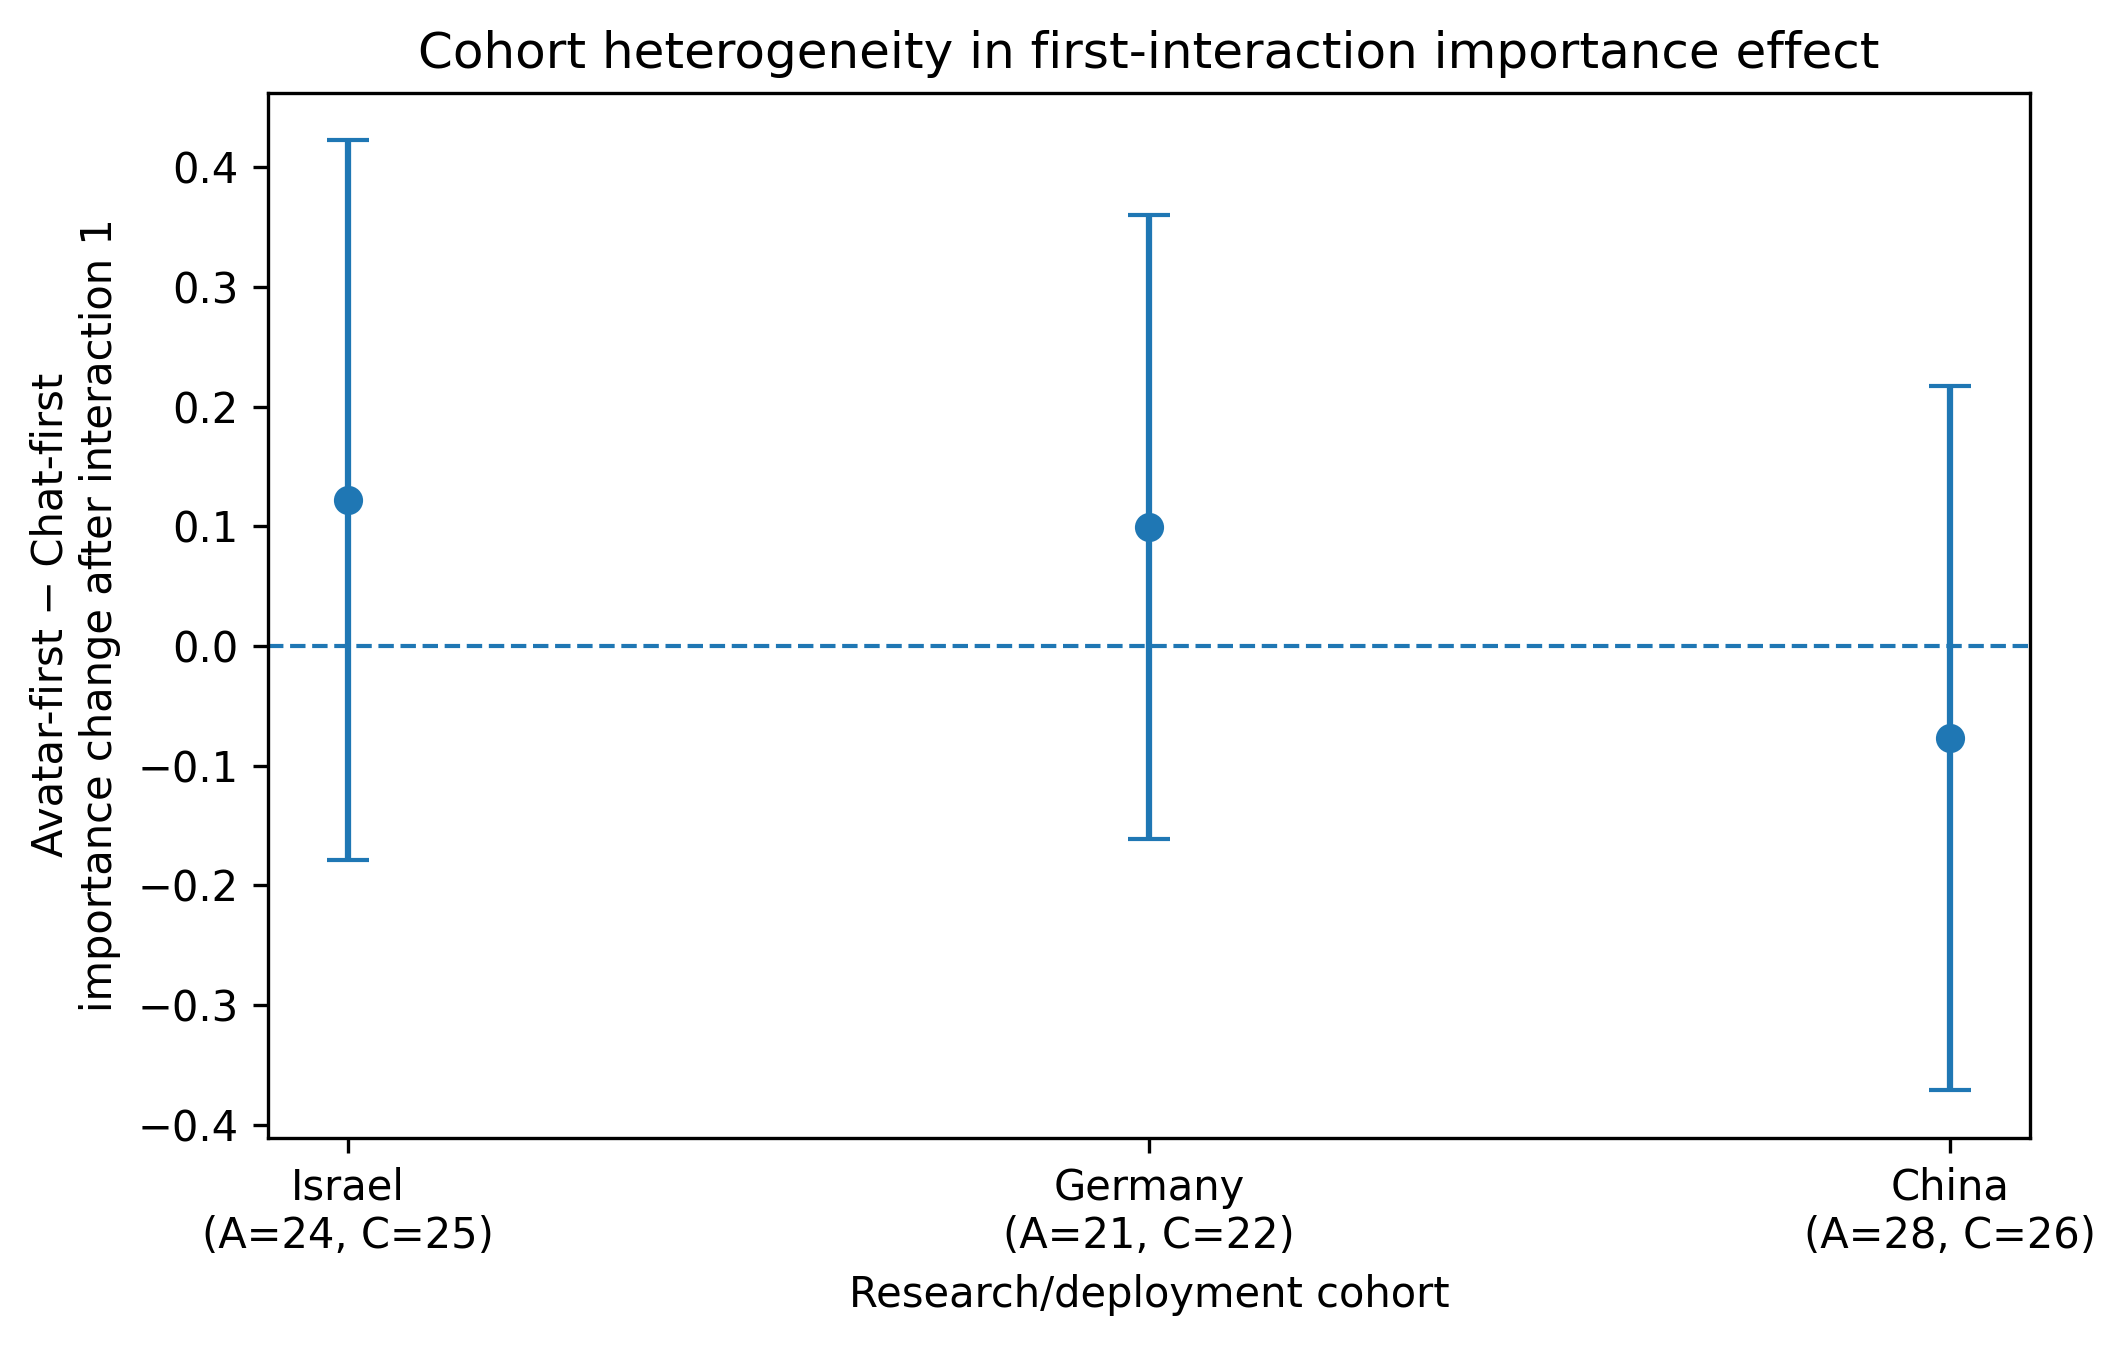 Cohort heterogeneity in first-interaction importance effect
Avatar-first − Chat-first
importance change after interaction 1
0.4
0.3
0.2
0.1
0.0
−0.1
−0.2
−0.3
−0.4
Israel
(A=24, C=25)
Germany
(A=21, C=22)
China
(A=28, C=26)
Research/deployment cohort